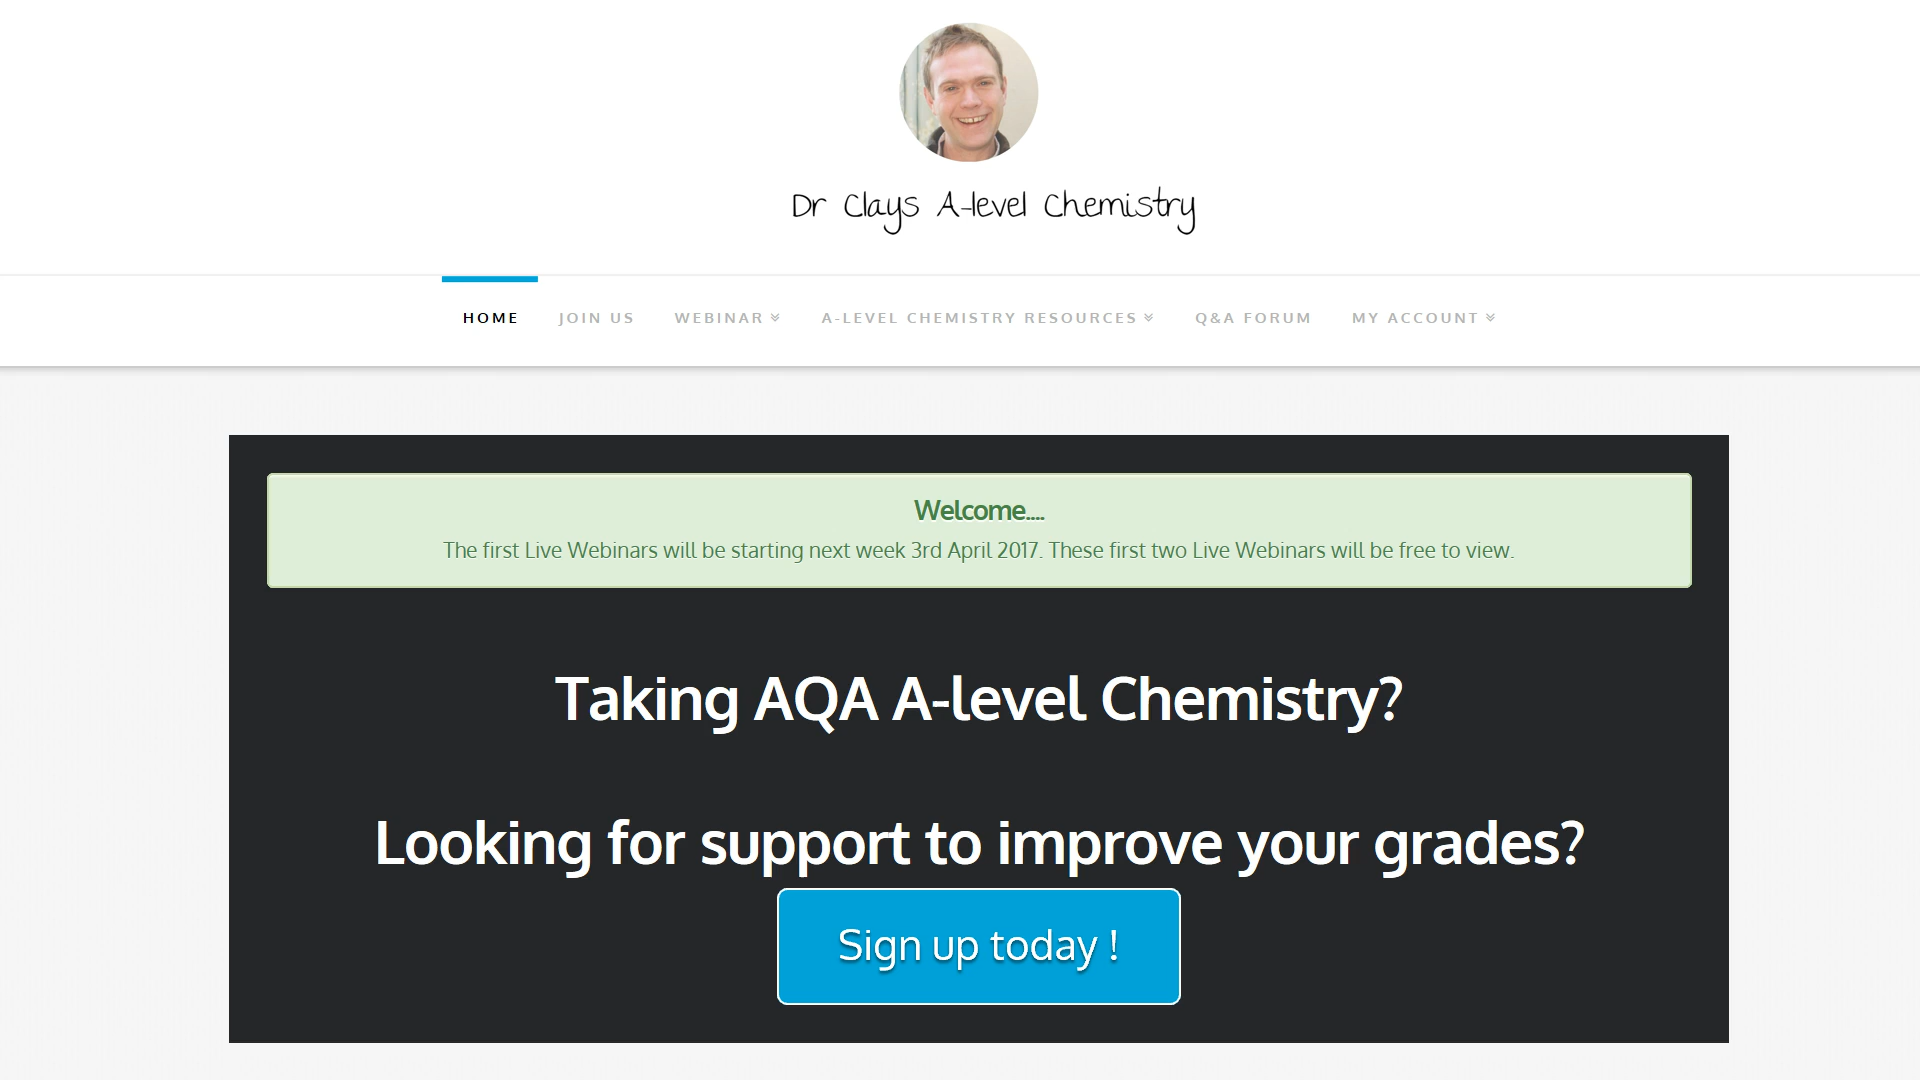 Dr Clays A-level Chemistry
HOME JOIN US WEBINAR A-LEVEL CHEMISTRY RESOURCES Q&A FORUM MY ACCOUNT
Welcome....
The first Live Webinars will be starting next week 3rd April 2017. These first two Live Webinars will be free to view.
Taking AQA A-level Chemistry?
Looking for support to improve your grades?
Sign up today !